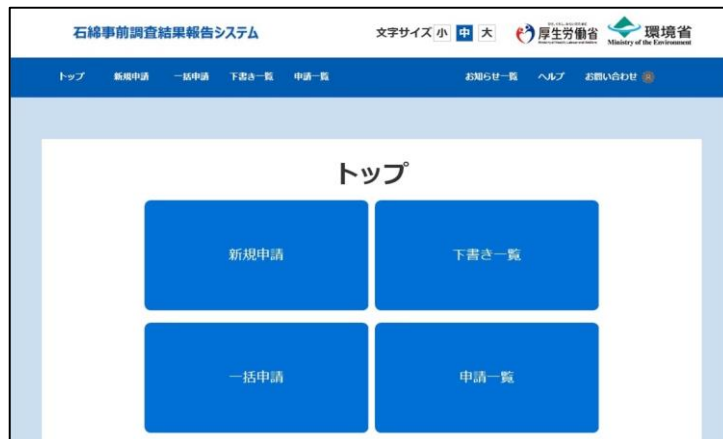 石綿事前調査結果報告システム 文字サイズ 小 中 大 厚生労働省 環境省
Ministry of the Environment
トップ 新規申請 一括申請 下書き一覧 申請一覧 お知らせ一覧 ヘルプ お問い合わせ
トップ
新規申請 下書き一覧
一括申請 申請一覧